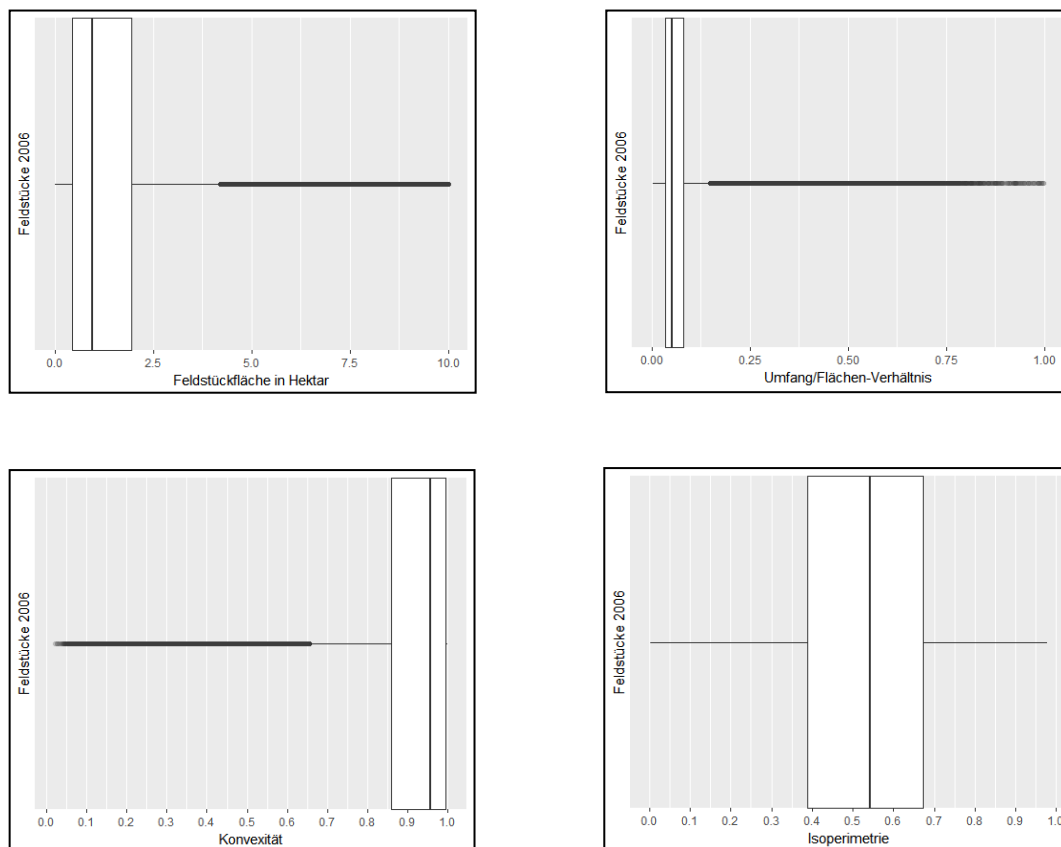 Feldstücke 2006
0.0 2.5 5.0 7.5 10.0
Feldstückfläche in Hektar
Feldstücke 2006
0.00 0.25 0.50 0.75 1.00
Umfang/Flächen-Verhältnis
Feldstücke 2006
0.0 0.1 0.2 0.3 0.4 0.5 0.6 0.7 0.8 0.9 1.0
Konvexität
Feldstücke 2006
0.0 0.1 0.2 0.3 0.4 0.5 0.6 0.7 0.8 0.9 1.0
Isoperimetrie